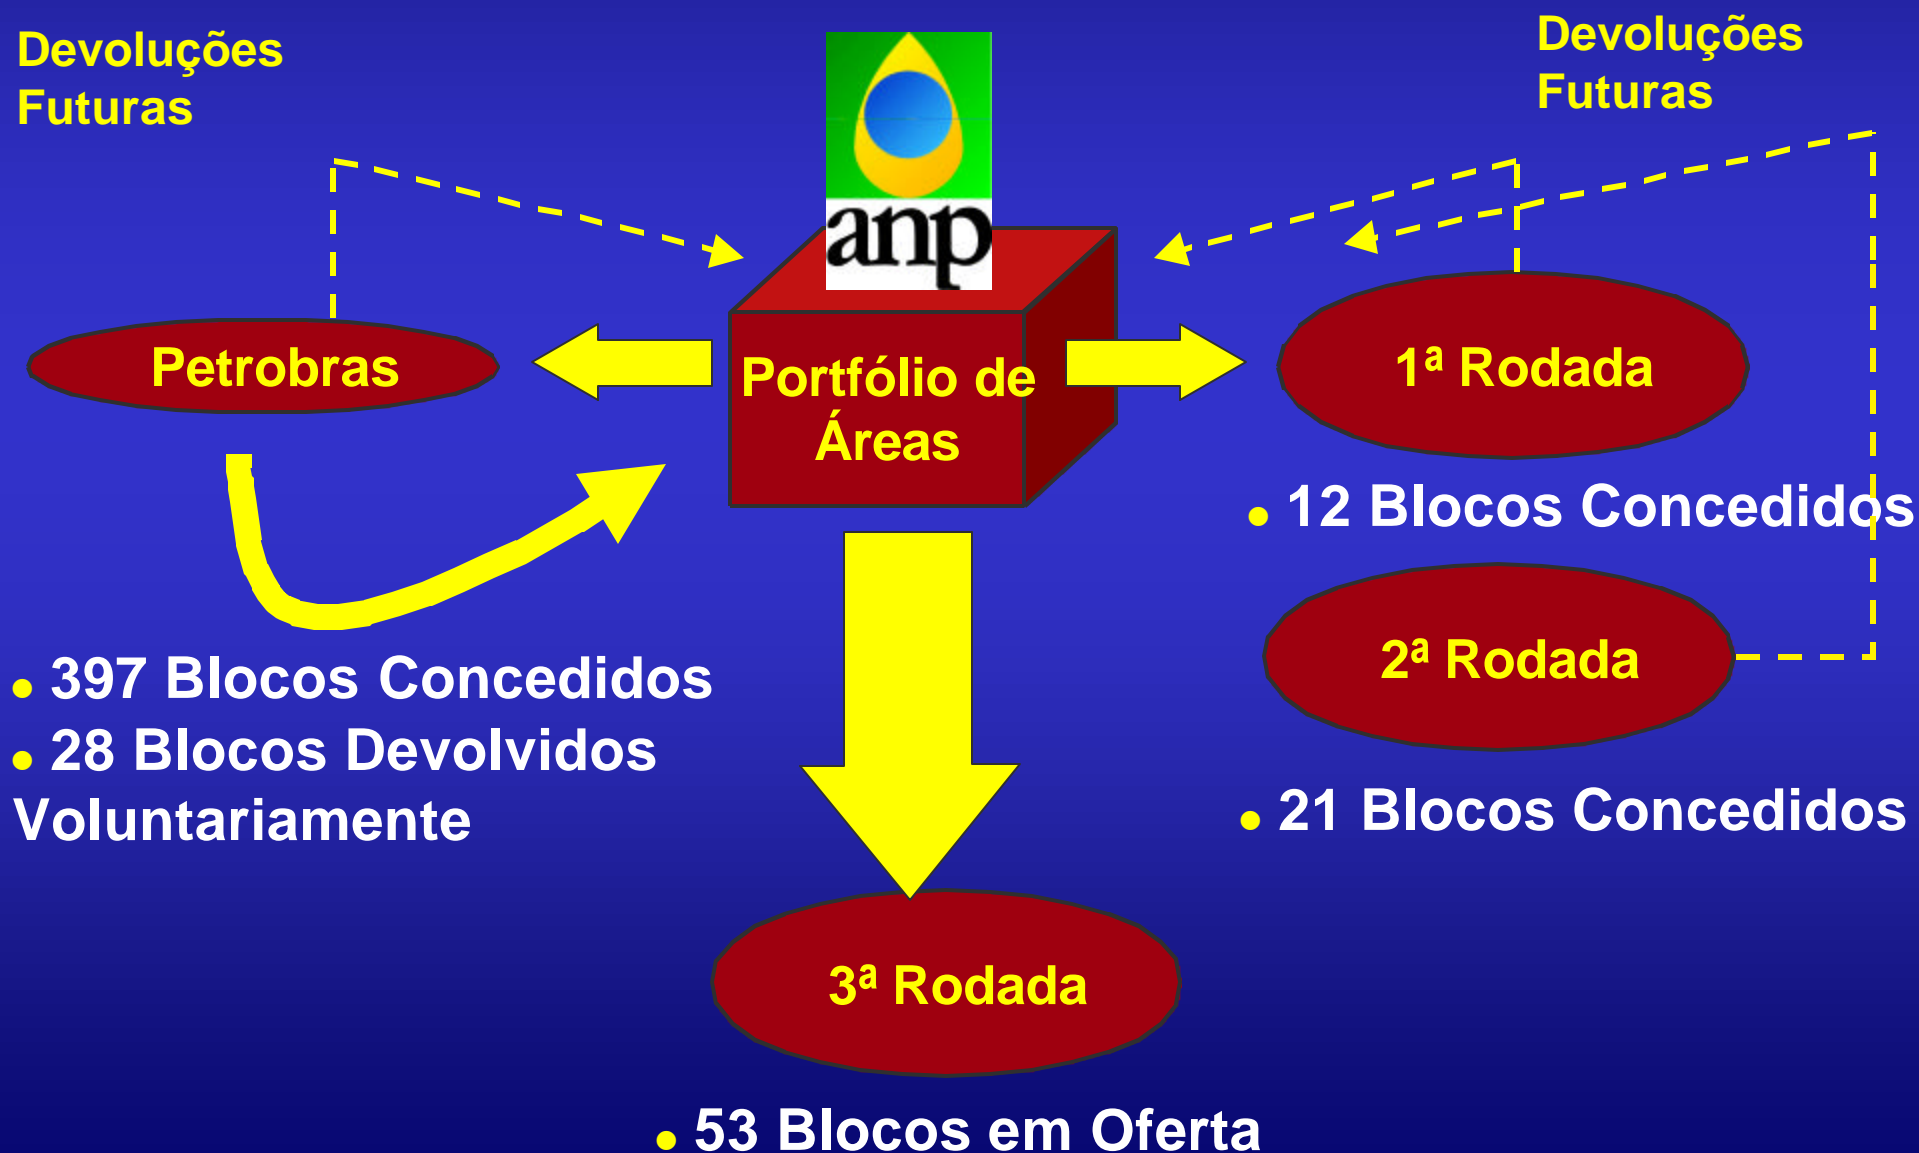 Devoluções
Futuras
Devoluções
Futuras
anp
Petrobras
Portfólio de
Áreas
1ª Rodada
• 12 Blocos Concedidos
2ª Rodada
• 397 Blocos Concedidos
• 28 Blocos Devolvidos
Voluntariamente
• 21 Blocos Concedidos
3ª Rodada
• 53 Blocos em Oferta